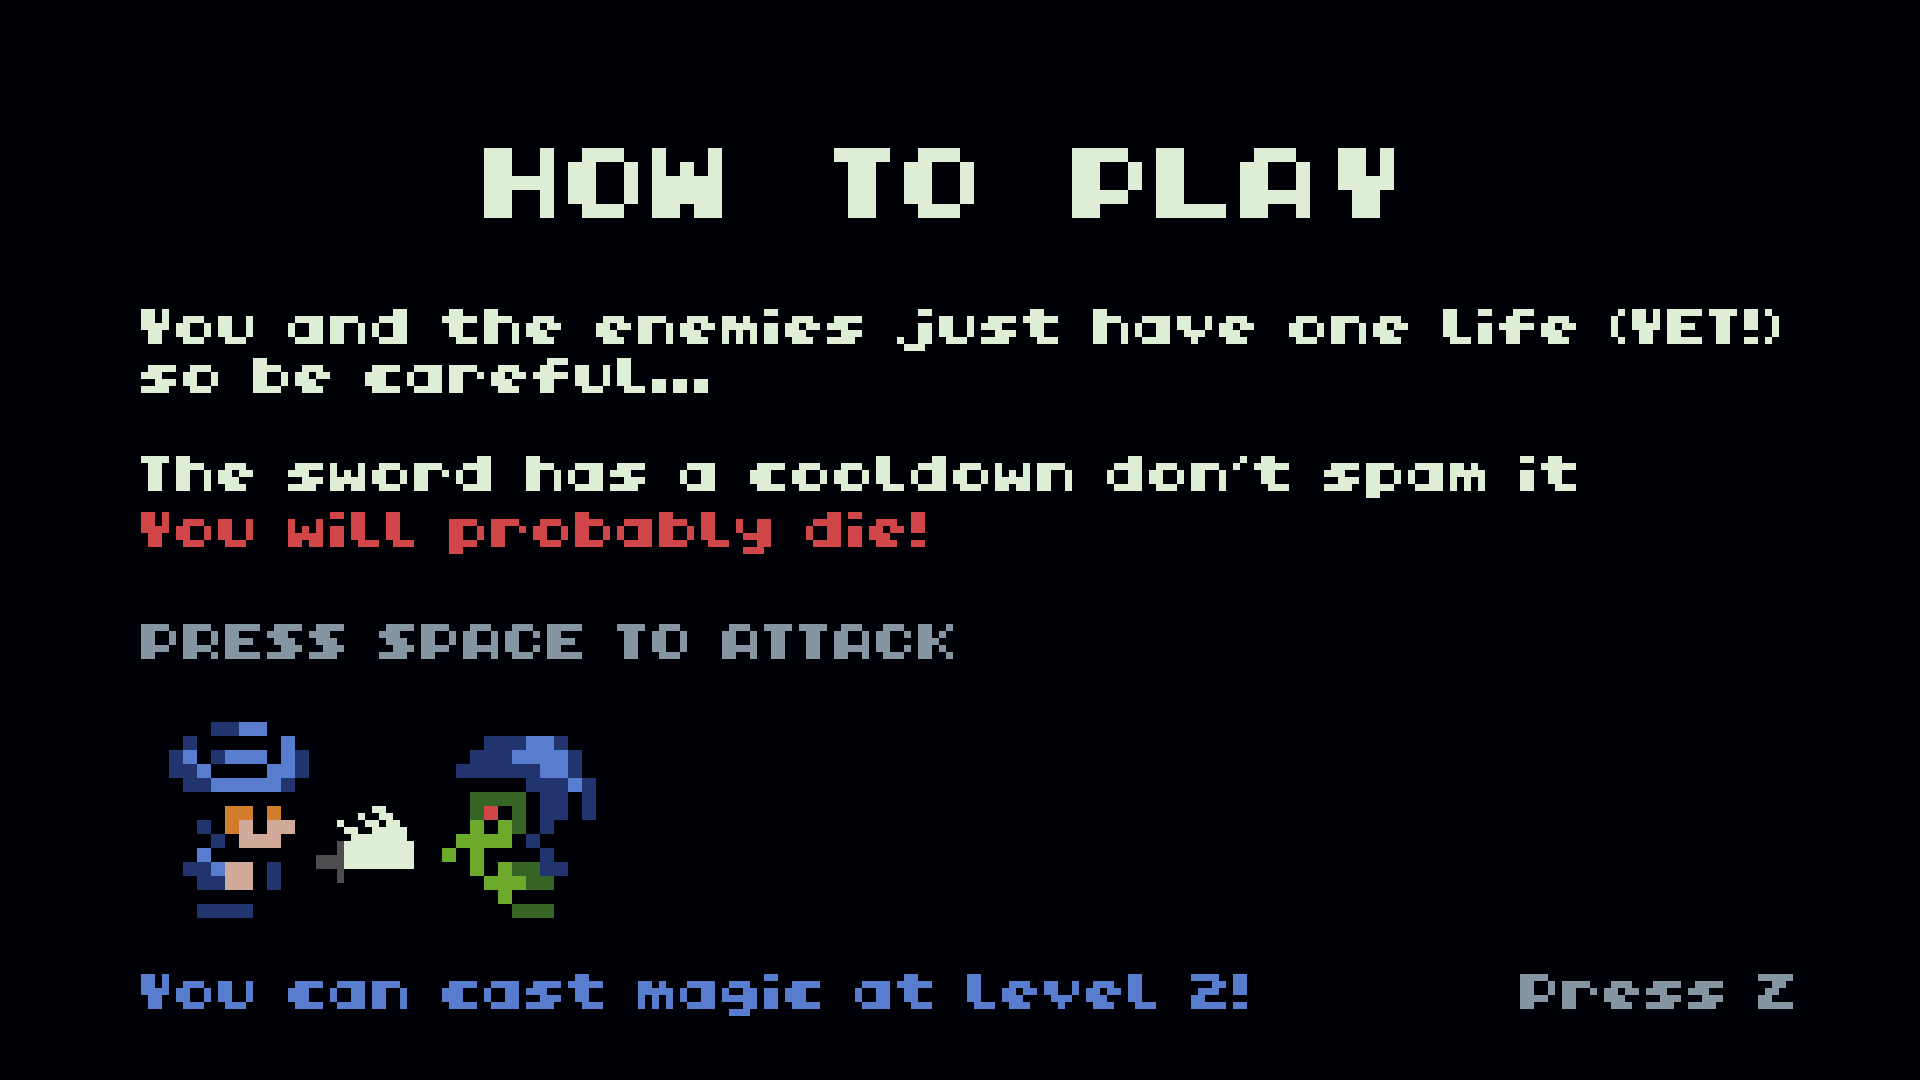 HOW TO PLAY
You and the enemies just have one life (YET!)
so be careful...
The sword has a cooldown don't spam it
You will probably die!
PRESS SPACE TO ATTACK
You can cast magic at level 2!
Press Z